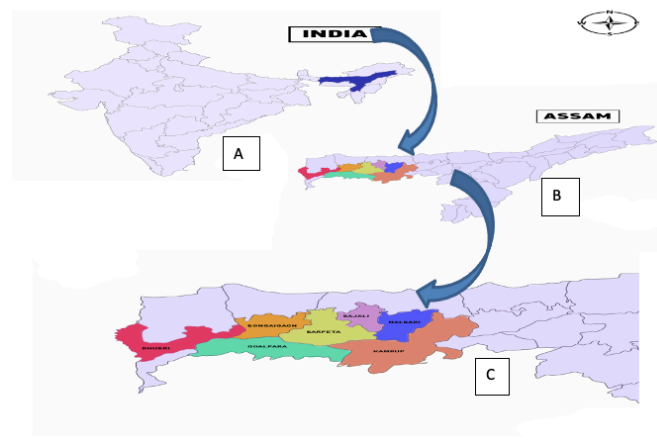 N
W E
S
INDIA
A
ASSAM
B
BAJALI
NALBARI
BONGAIGAON
BARPETA
DHUBRI
GOALPARA
KAMRUP
C